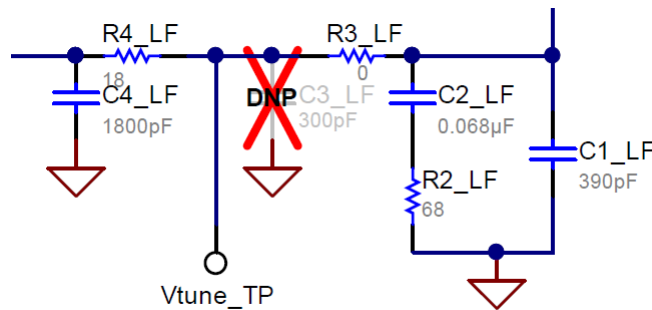 R4_LF
18
C4_LF
1800pF
DNP
C3_LF
300pF
R3_LF
0
C2_LF
0.068µF
R2_LF
68
C1_LF
390pF
Vtune_TP